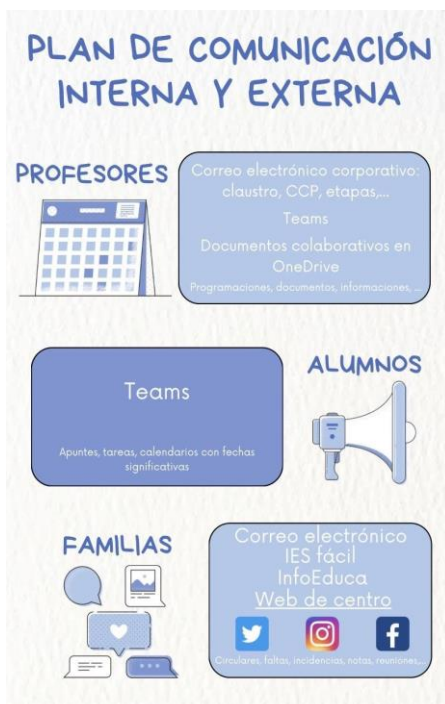 PLAN DE COMUNICACIÓN
INTERNA Y EXTERNA
PROFESORES
Correo electrónico corporativo:
claustro, CCP, etapas,...
Teams
Documentos colaborativos en
OneDrive
Programaciones, documentos, informaciones, ...
ALUMNOS
Teams
Apuntes, tareas, calendarios con fechas
significativas
FAMILIAS
Correo electrónico
IES fácil
InfoEduca
Web de centro
Circulares, faltas, incidencias, notas, reuniones,...